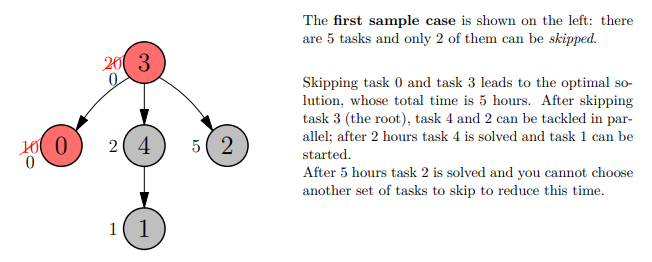 The first sample case is shown on the left: there
are 5 tasks and only 2 of them can be skipped.
20
3
0
Skipping task 0 and task 3 leads to the optimal so-
lution, whose total time is 5 hours. After skipping
task 3 (the root), task 4 and 2 can be tackled in par-
allel; after 2 hours task 4 is solved and task 1 can be
started.
After 5 hours task 2 is solved and you cannot choose
another set of tasks to skip to reduce this time.
10 0 2 4 5 2
0
1 1